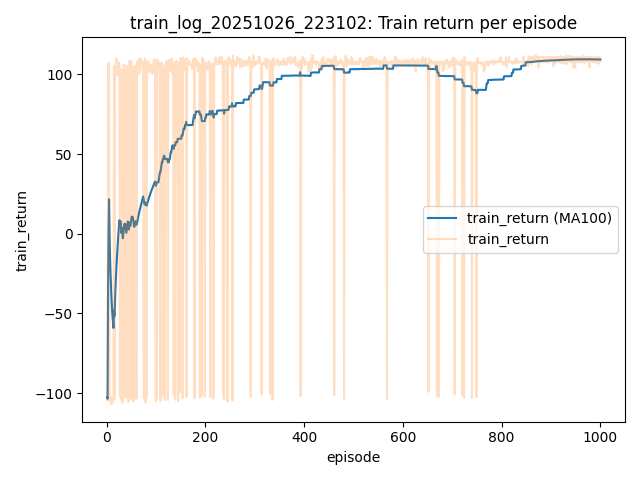 train_log_20251026_223102: Train return per episode
train_return
100
50
0
−50
−100
train_return (MA100)
train_return
0
200
400
600
800
1000
episode